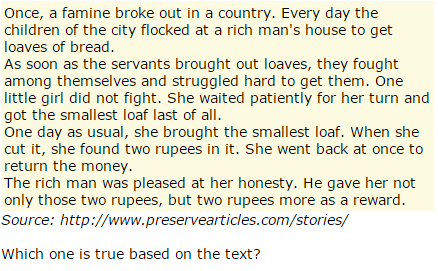 Once, a famine broke out in a country. Every day the
children of the city flocked at a rich man's house to get
loaves of bread.
As soon as the servants brought out loaves, they fought
among themselves and struggled hard to get them. One
little girl did not fight. She waited patiently for her turn and
got the smallest loaf last of all.
One day as usual, she brought the smallest loaf. When she
cut it, she found two rupees in it. She went back at once to
return the money.
The rich man was pleased at her honesty. He gave her not
only those two rupees, but two rupees more as a reward.
Source: http://www.preservearticles.com/stories/
Which one is true based on the text?